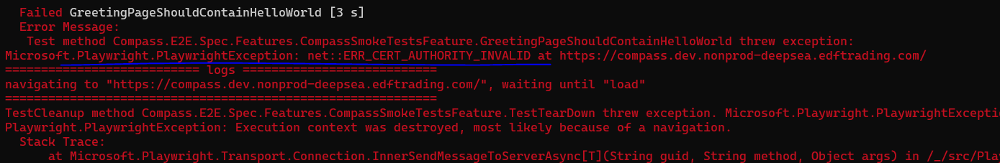 Failed GreetingPageShouldContainHelloWorld [3 s]
Error Message:
Test method Compass.E2E.Spec.Features.CompassSmokeTestsFeature.GreetingPageShouldContainHelloWorld threw exception:
Microsoft.Playwright.PlaywrightException: net::ERR_CERT_AUTHORITY_INVALID at https://compass.dev.nonprod-deepsea.edftrading.com/
=========================== logs ===========================
navigating to "https://compass.dev.nonprod-deepsea.edftrading.com/", waiting until "load"
============================================================
TestCleanup method Compass.E2E.Spec.Features.CompassSmokeTestsFeature.TestTearDown threw exception. Microsoft.Playwright.PlaywrightExcepti
PlaywrightException: Execution context was destroyed, most likely because of a navigation.
Stack Trace:
at Microsoft.Playwright.Transport.Connection.InnerSendMessageToServerAsync[T](String guid, String method, Object args) in /_/src/Play